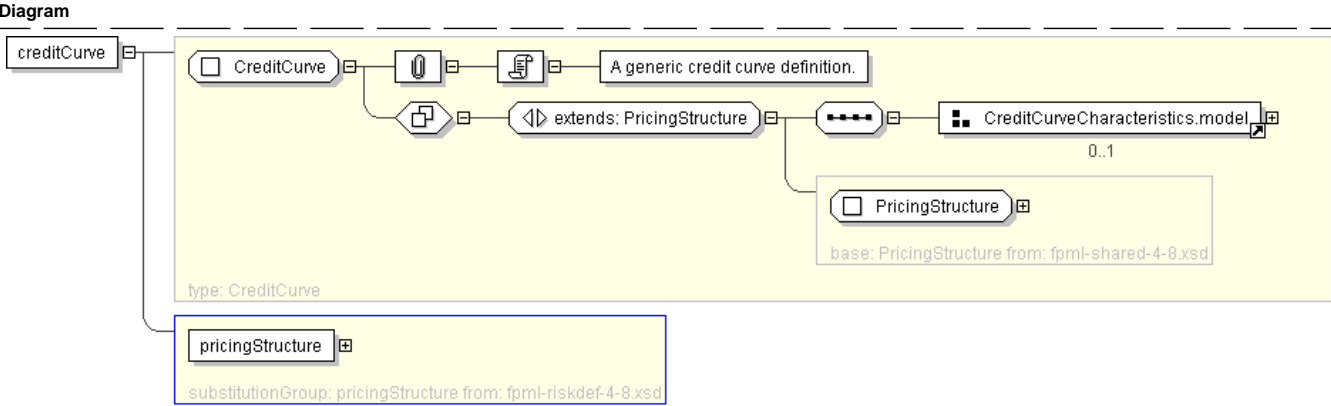 Diagram
creditCurve
CreditCurve
A generic credit curve definition.
extends: PricingStructure
CreditCurveCharacteristics.model
0..1
PricingStructure
base: PricingStructure from: fpml-shared-4-8.xsd
type: CreditCurve
pricingStructure
substitutionGroup: pricingStructure from: fpml-riskdef-4-8.xsd